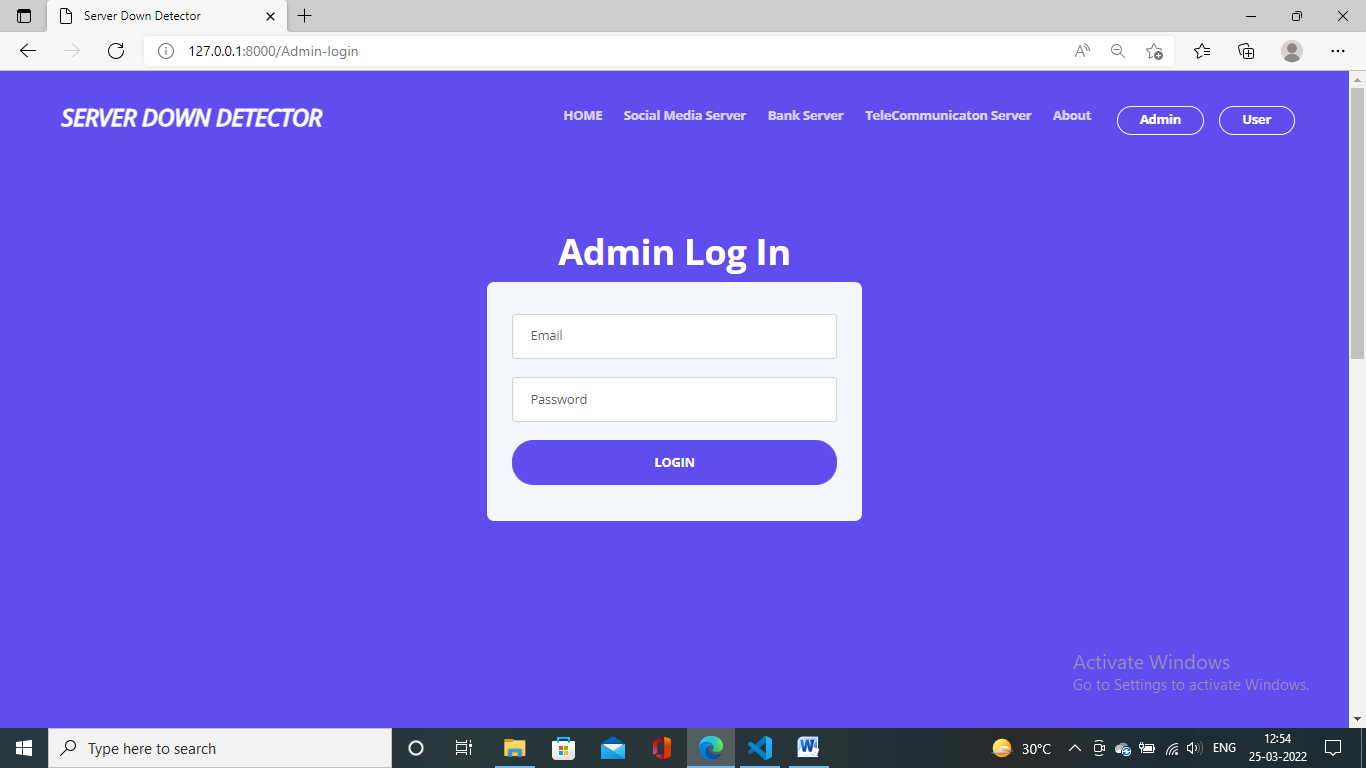 Server Down Detector
127.0.0.1:8000/Admin-login
SERVER DOWN DETECTOR
HOME Social Media Server Bank Server TeleCommunicaton Server About Admin User
Admin Log In
Email
Password
LOGIN
Activate Windows
Go to Settings to activate Windows.
Type here to search
30°C
ENG
12:54
25-03-2022